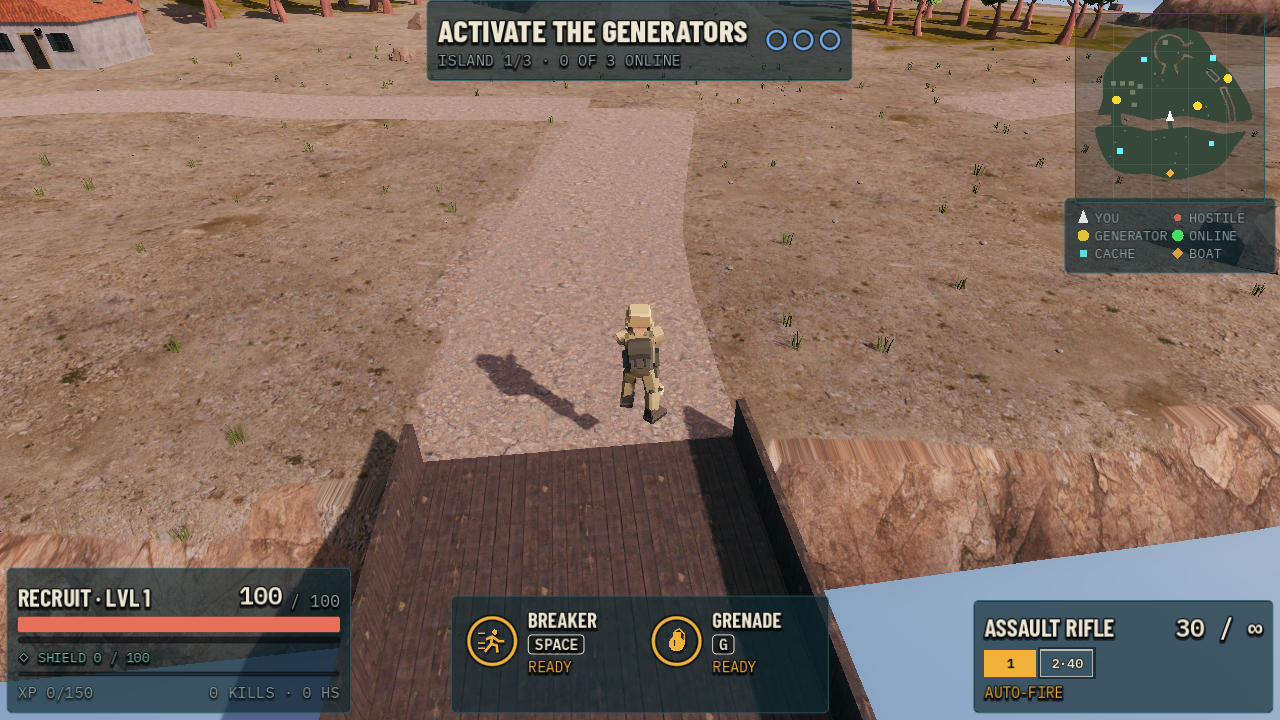 ACTIVATE THE GENERATORS
ISLAND 1/3 · 0 OF 3 ONLINE
YOU
HOSTILE
GENERATOR
ONLINE
CACHE
BOAT
RECRUIT · LVL 1
100 / 100
SHIELD 0 / 100
XP 0/150
0 KILLS · 0 HS
BREAKER
SPACE
READY
GRENADE
G
READY
ASSAULT RIFLE
30 / ∞
1
2·40
AUTO-FIRE